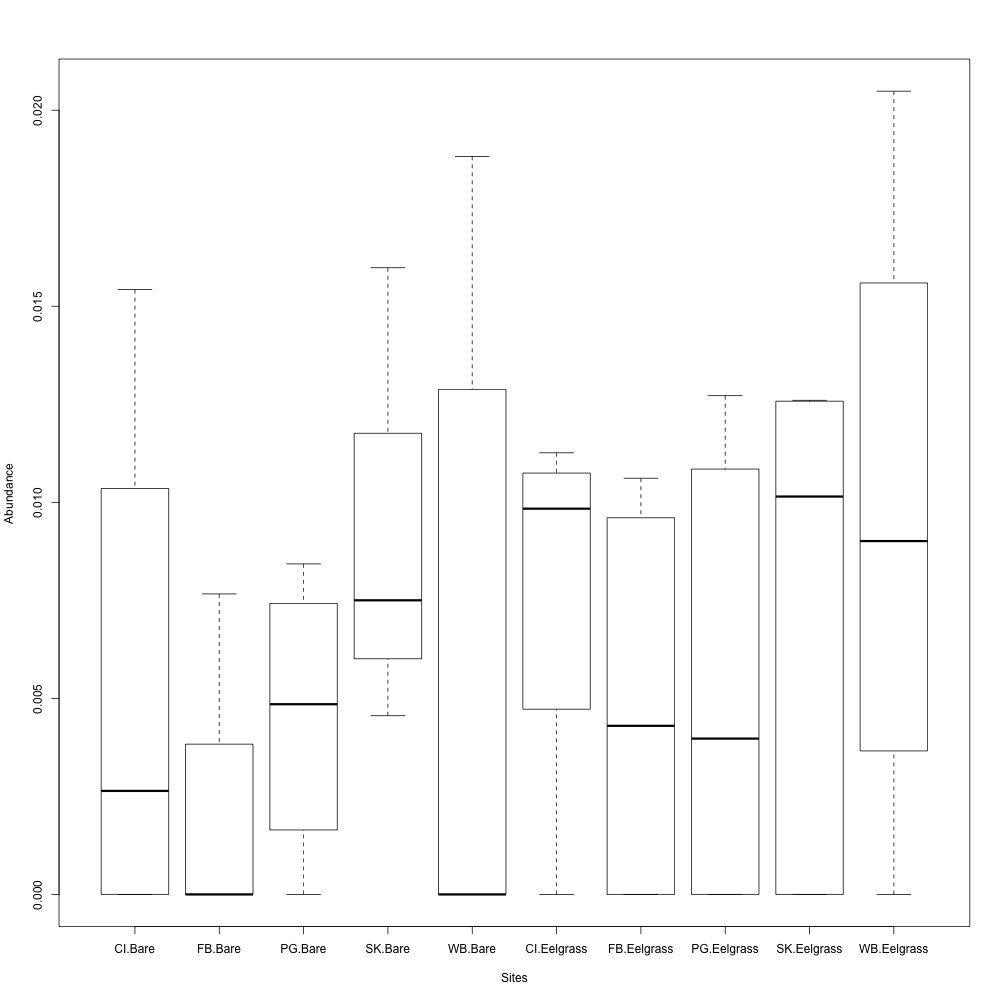 Abundance
0.020
0.015
0.010
0.005
0.000
CI.Bare FB.Bare PG.Bare SK.Bare WB.Bare CI.Eelgrass FB.Eelgrass PG.Eelgrass SK.Eelgrass WB.Eelgrass
Sites